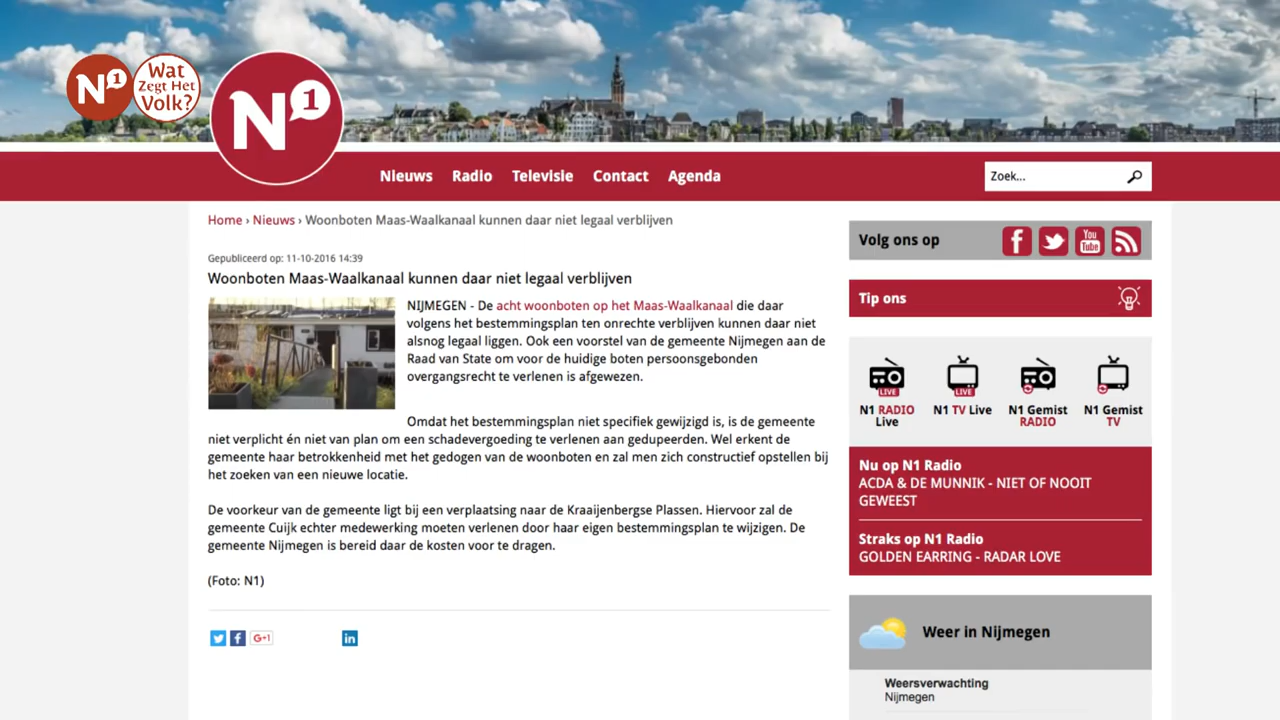 N1
Wat
Zegt Het
Volk?
N1
Nieuws Radio Televisie Contact Agenda
Zoek...
Home › Nieuws › Woonboten Maas-Waalkanaal kunnen daar niet legaal verblijven
Gepubliceerd op: 11-10-2016 14:39
Woonboten Maas-Waalkanaal kunnen daar niet legaal verblijven
NIJMEGEN - De acht woonboten op het Maas-Waalkanaal die daar
volgens het bestemmingsplan ten onrechte verblijven kunnen daar niet
alsnog legaal liggen. Ook een voorstel van de gemeente Nijmegen aan de
Raad van State om voor de huidige boten persoonsgebonden
overgangsrecht te verlenen is afgewezen.
Omdat het bestemmingsplan niet specifiek gewijzigd is, is de gemeente
niet verplicht én niet van plan om een schadevergoeding te verlenen aan gedupeerden. Wel erkent de
gemeente haar betrokkenheid met het gedogen van de woonboten en zal men zich constructief opstellen bij
het zoeken van een nieuwe locatie.
De voorkeur van de gemeente ligt bij een verplaatsing naar de Kraaijenbergse Plassen. Hiervoor zal de
gemeente Cuijk echter medewerking moeten verlenen door haar eigen bestemmingsplan te wijzigen. De
gemeente Nijmegen is bereid daar de kosten voor te dragen.
(Foto: N1)
G+1
in
Volg ons op
You
Tube
Tip ons
LIVE
LIVE
N1 RADIO
Live
N1 TV Live
N1 Gemist
RADIO
N1 Gemist
TV
Nu op N1 Radio
ACDA & DE MUNNIK - NIET OF NOOIT
GEWEEST
Straks op N1 Radio
GOLDEN EARRING - RADAR LOVE
Weer in Nijmegen
Weersverwachting
Nijmegen